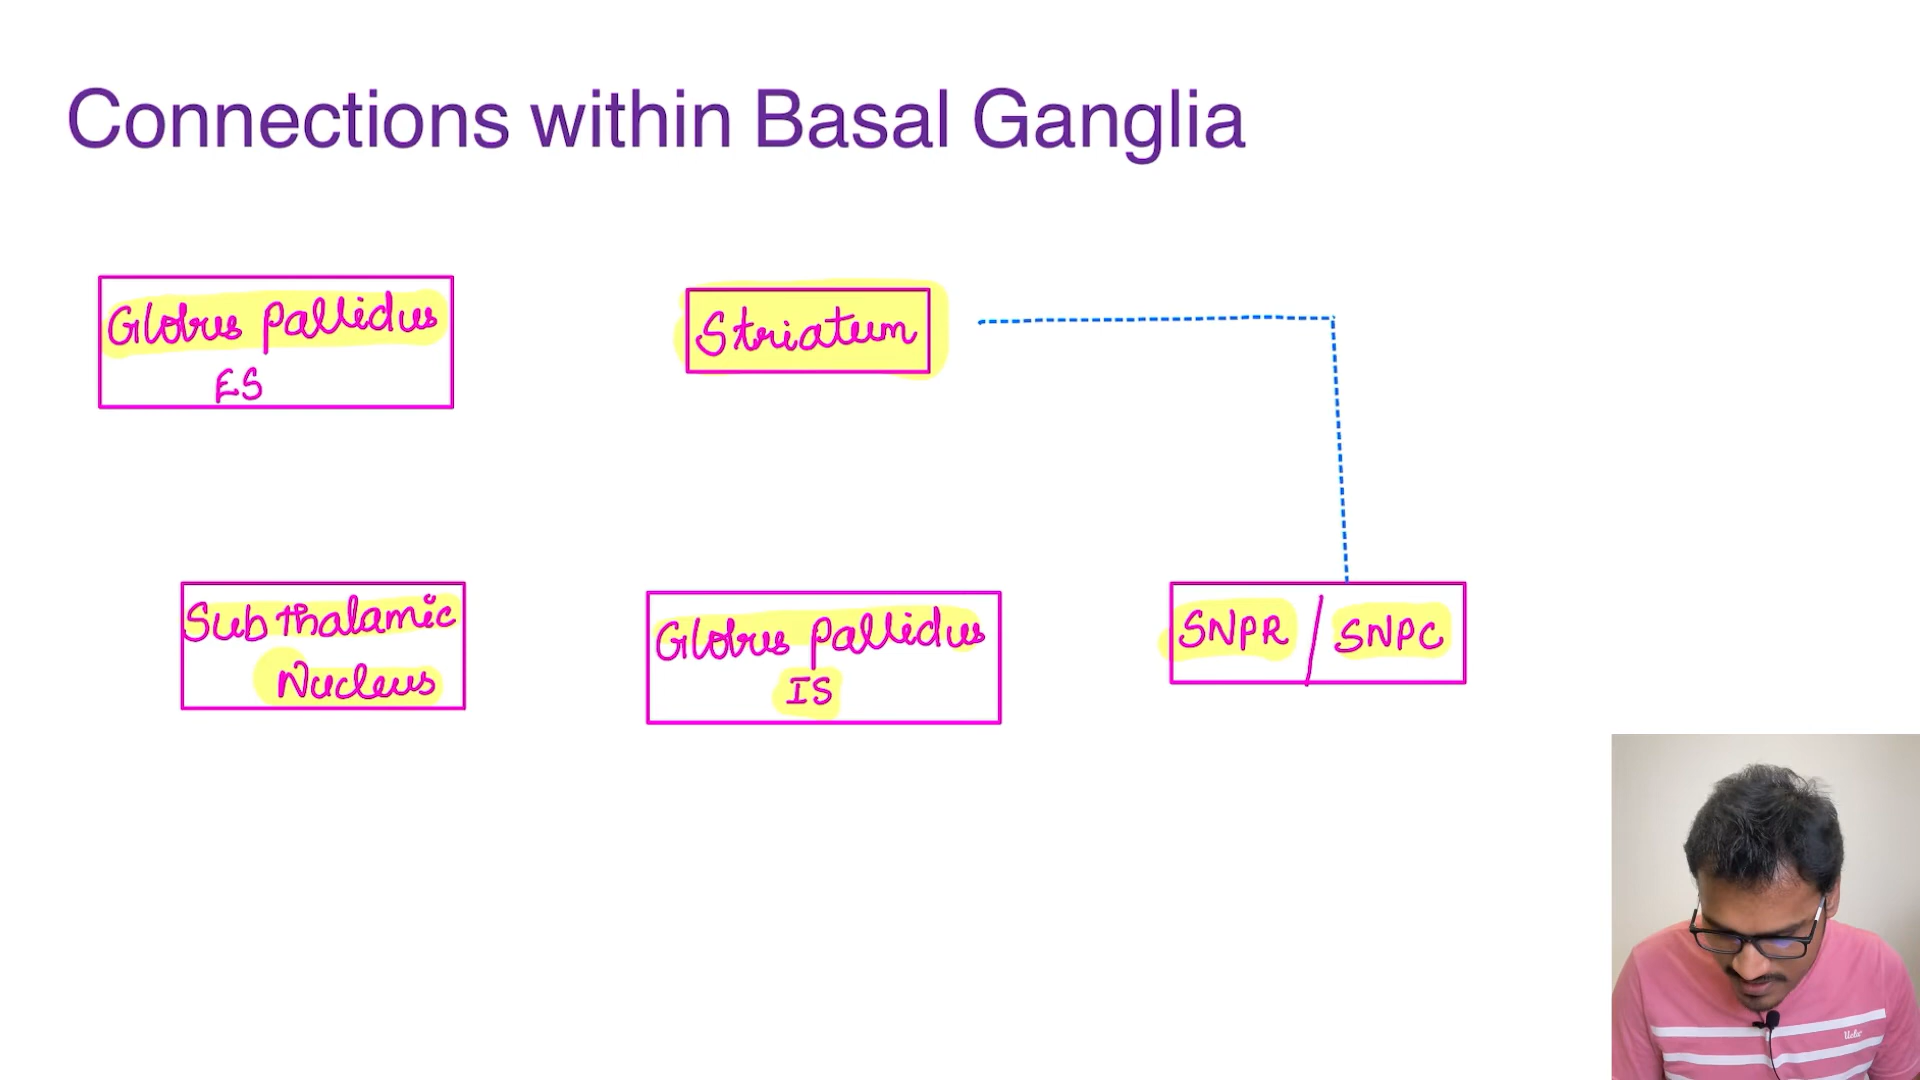 Connections within Basal Ganglia
Globus pallidus
ES
Striatum
Subthalamic
Nucleus
Globus pallidus
IS
SNPR / SNPC